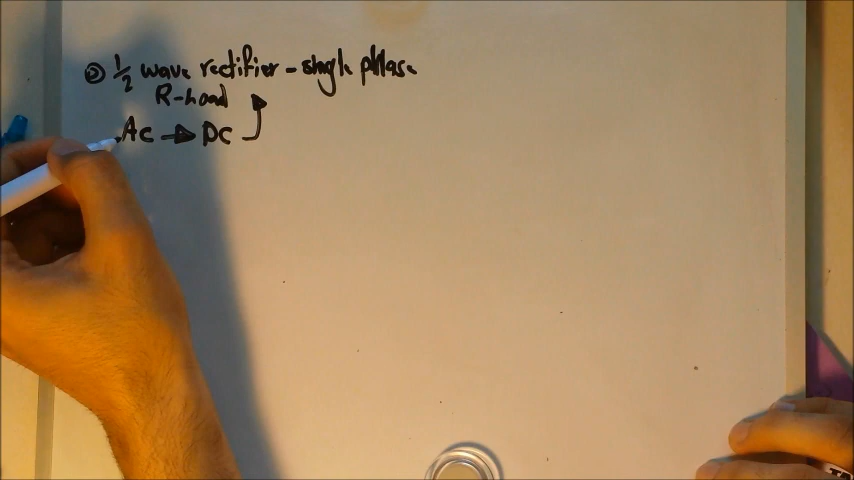 ② ½ wave rectifier - single phase
R-Load
AC → DC